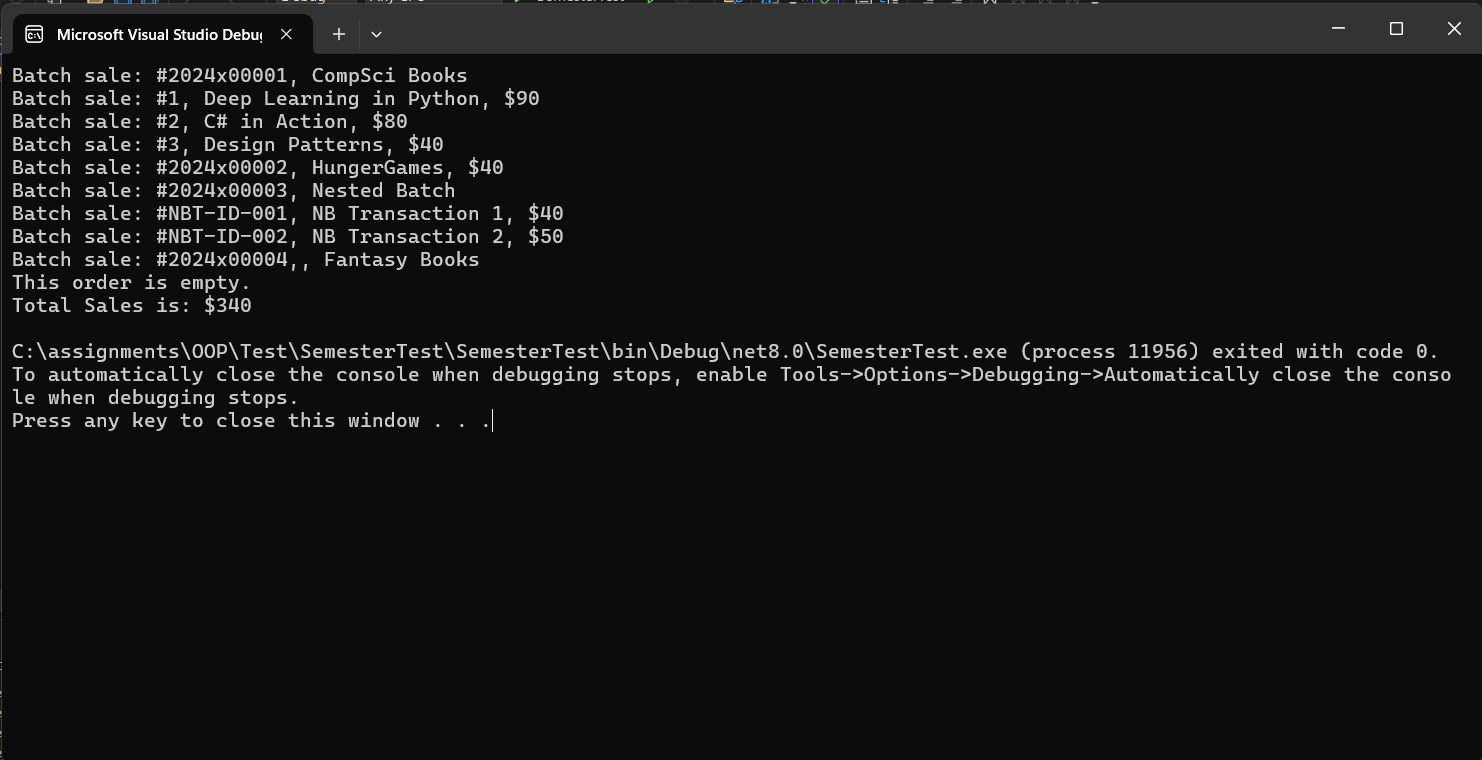 Microsoft Visual Studio Debug
Batch sale: #2024x00001, CompSci Books
Batch sale: #1, Deep Learning in Python, $90
Batch sale: #2, C# in Action, $80
Batch sale: #3, Design Patterns, $40
Batch sale: #2024x00002, HungerGames, $40
Batch sale: #2024x00003, Nested Batch
Batch sale: #NBT-ID-001, NB Transaction 1, $40
Batch sale: #NBT-ID-002, NB Transaction 2, $50
Batch sale: #2024x00004,, Fantasy Books
This order is empty.
Total Sales is: $340
C:\assignments\OOP\Test\SemesterTest\SemesterTest\bin\Debug\net8.0\SemesterTest.exe (process 11956) exited with code 0.
To automatically close the console when debugging stops, enable Tools->Options->Debugging->Automatically close the conso
le when debugging stops.
Press any key to close this window . . .